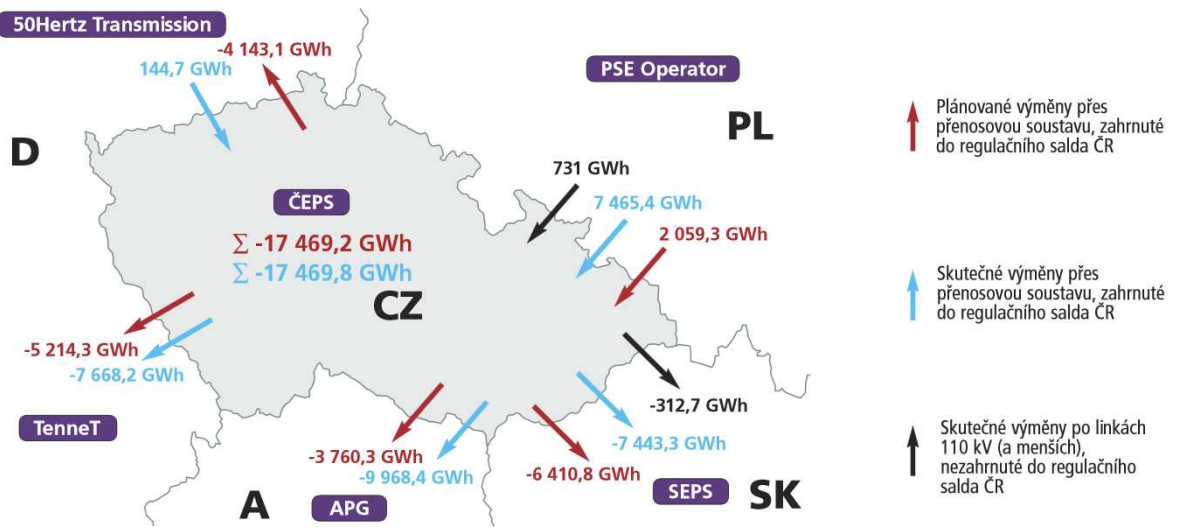 50Hertz Transmission
-4 143,1 GWh
144,7 GWh
PSE Operator
PL
D
731 GWh
7 465,4 GWh
2 059,3 GWh
ČEPS
∑ -17 469,2 GWh
∑ -17 469,8 GWh
CZ
-5 214,3 GWh
-7 668,2 GWh
TenneT
-312,7 GWh
-7 443,3 GWh
-3 760,3 GWh
-9 968,4 GWh
-6 410,8 GWh
A
APG
SEPS
SK
Plánované výměny přes
přenosovou soustavu, zahrnuté
do regulačního salda ČR
Skutečné výměny přes
přenosovou soustavu, zahrnuté
do regulačního salda ČR
Skutečné výměny po linkách
110 kV (a menších),
nezahrnuté do regulačního
salda ČR